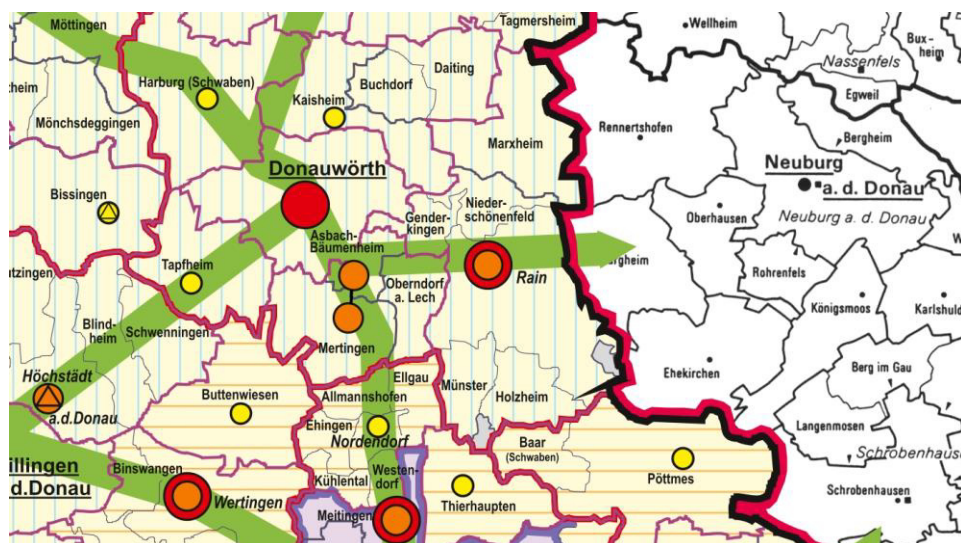 Möttingen
Tagmersheim
Wellheim
Bux-
heim
Nassenfels
Egweil
Harburg (Schwaben)
Daiting
Buchdorf
Kaisheim
Mönchsdeggingen
Rennertshofen
Bergheim
Marxheim
Donauwörth
Neuburg
a. d. Donau
Bissingen
Nieder-
schönenfeld
Gender-
kingen
Oberhausen
Neuburg a. d. Donau
Asbach-
Bäumenheim
Tapfheim
Oberndorf
a. Lech
Rain
Rohrenfels
Königsmoos
Karlshuld
Blind-
heim
Schwenningen
Mertingen
Höchstädt
a.d.Donau
Ellgau
Münster
Ehekirchen
Berg im Gau
Buttenwiesen
Allmannshofen
Holzheim
Ehingen
Nordendorf
Langenmosen
Baar
(Schwaben)
Schrobenhause
illingen
d.Donau
Binswangen
Westen-
dorf
Kühlental
Pöttmes
Wertingen
Thierhaupten
Meitingen
Schrobenhausen